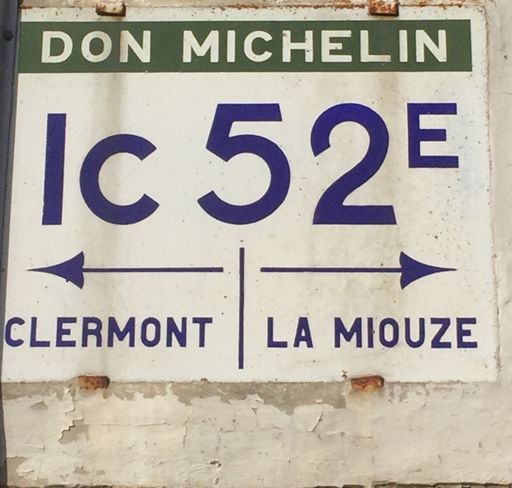 DON MICHELIN
Ic 52E
CLERMONT LA MIOUZE